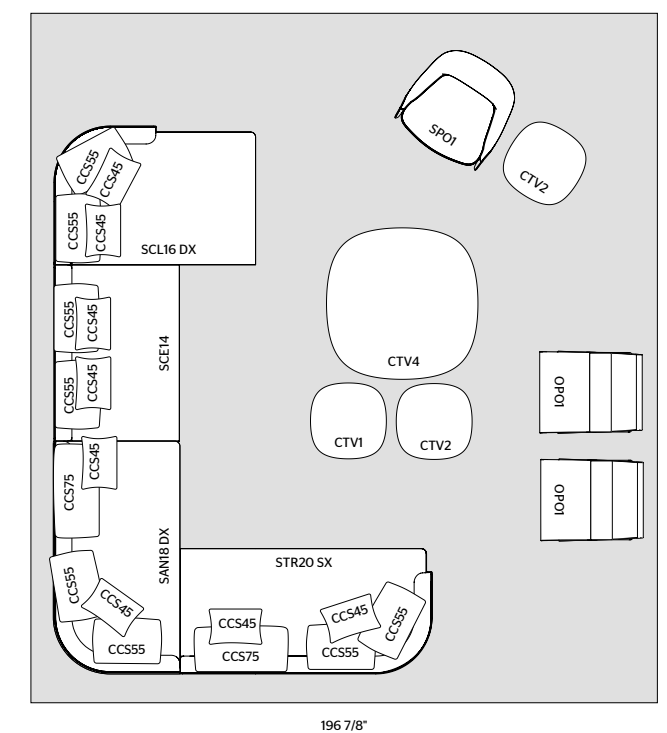 SPO1
CTV2
CCS55
CCS45
CCS55
CCS45
SCL16 DX
CCS55
CCS45
SCE14
CTV4
CCS55
CCS45
OPO1
CTV1
CTV2
CCS45
CCS75
OPO1
SAN18 DX
STR20 SX
CCS55
CCS45
CCS55
CCS45
CCS75
CCS45
CCS55
CCS55
196 7/8"